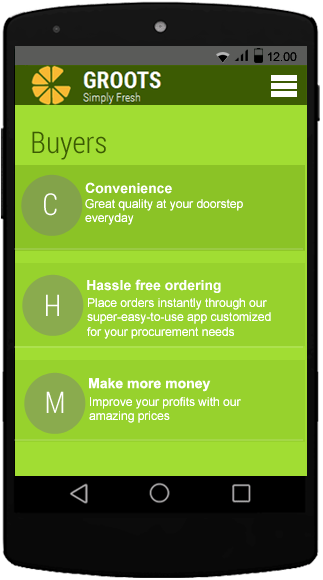 12.00
GROOTS
Simply Fresh
Buyers
C
Convenience
Great quality at your doorstep
everyday
H
Hassle free ordering
Place orders instantly through our
super-easy-to-use app customized
for your procurement needs
M
Make more money
Improve your profits with our
amazing prices